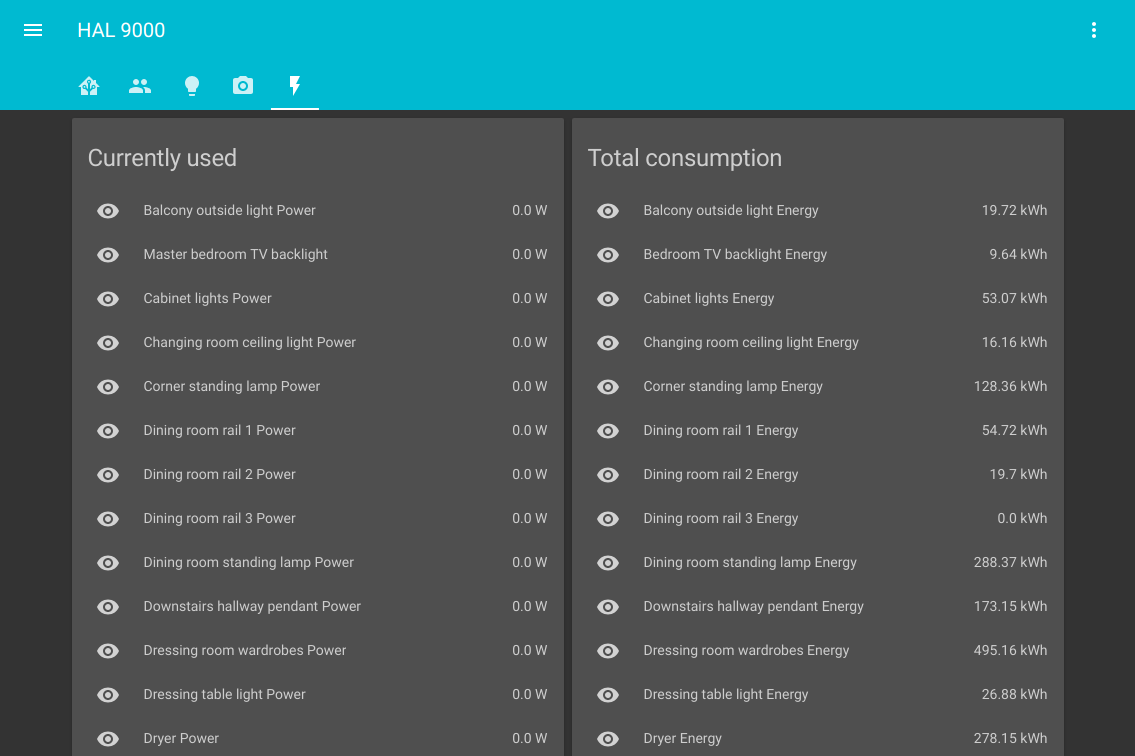 HAL 9000
Currently used
Balcony outside light Power 0.0 W
Master bedroom TV backlight 0.0 W
Cabinet lights Power 0.0 W
Changing room ceiling light Power 0.0 W
Corner standing lamp Power 0.0 W
Dining room rail 1 Power 0.0 W
Dining room rail 2 Power 0.0 W
Dining room rail 3 Power 0.0 W
Dining room standing lamp Power 0.0 W
Downstairs hallway pendant Power 0.0 W
Dressing room wardrobes Power 0.0 W
Dressing table light Power 0.0 W
Dryer Power 0.0 W
Total consumption
Balcony outside light Energy 19.72 kWh
Bedroom TV backlight Energy 9.64 kWh
Cabinet lights Energy 53.07 kWh
Changing room ceiling light Energy 16.16 kWh
Corner standing lamp Energy 128.36 kWh
Dining room rail 1 Energy 54.72 kWh
Dining room rail 2 Energy 19.7 kWh
Dining room rail 3 Energy 0.0 kWh
Dining room standing lamp Energy 288.37 kWh
Downstairs hallway pendant Energy 173.15 kWh
Dressing room wardrobes Energy 495.16 kWh
Dressing table light Energy 26.88 kWh
Dryer Energy 278.15 kWh